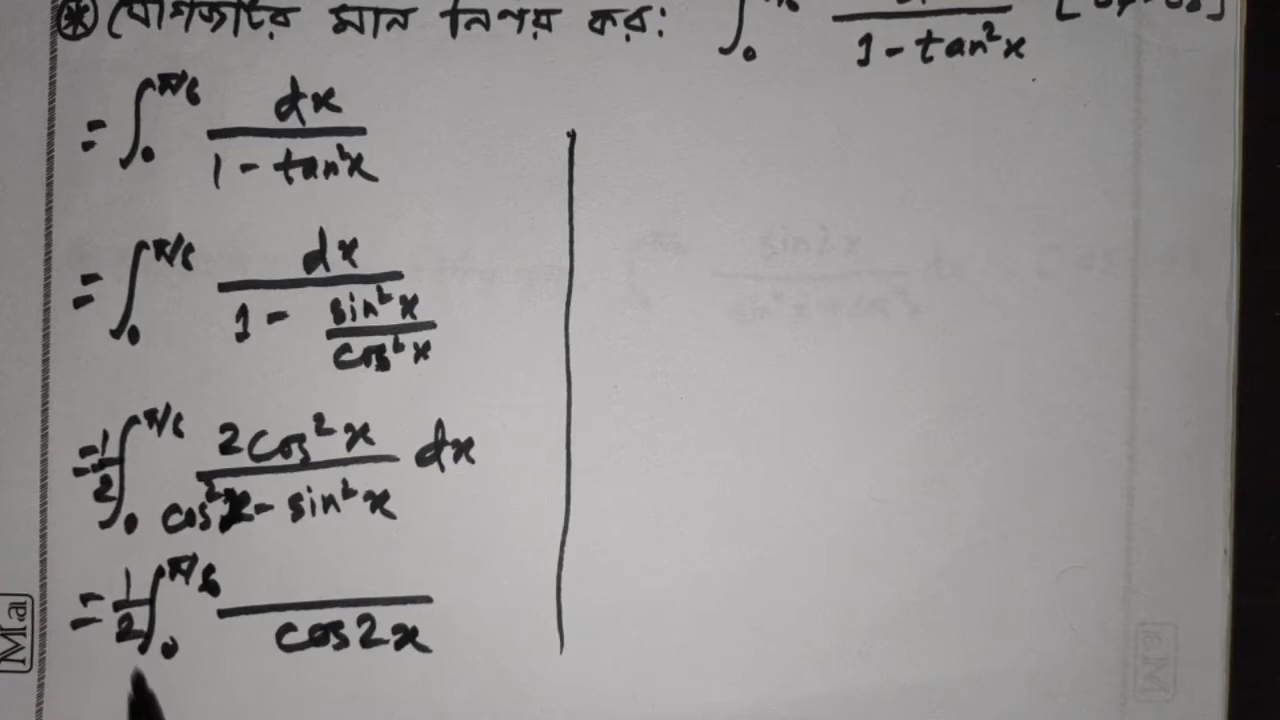 যোগজটির মান নির্ণয় কর: ∫₀ ―――/(1 - tan²x)
= ∫₀^(π/6) dx/(1 - tan²x)
= ∫₀^(π/6) dx/(1 - sin²x/cos²x)
= 1/2 ∫₀^(π/6) 2cos²x/(cos²x - sin²x) dx
= 1/2 ∫₀^(π/6) ―――/cos2x
Ma